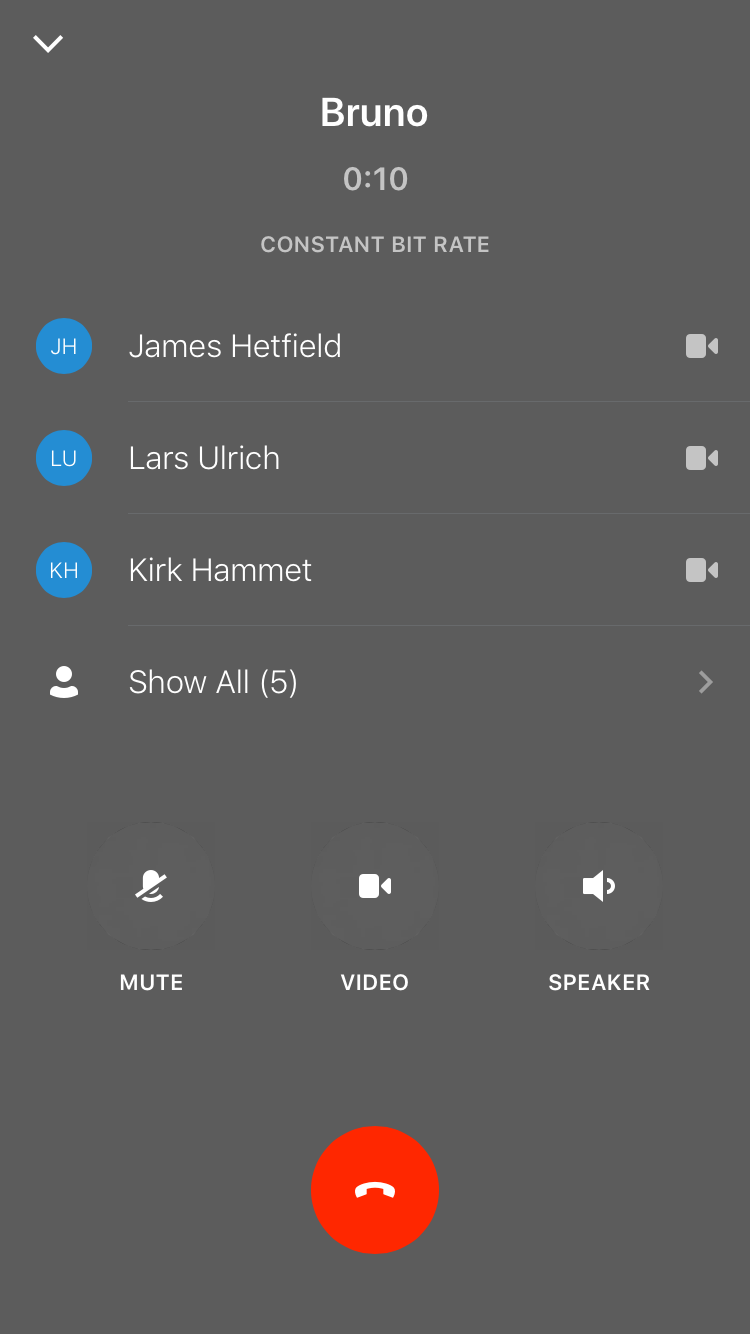 Bruno
0:10
CONSTANT BIT RATE
JH James Hetfield
LU Lars Ulrich
KH Kirk Hammet
Show All (5)
MUTE VIDEO SPEAKER